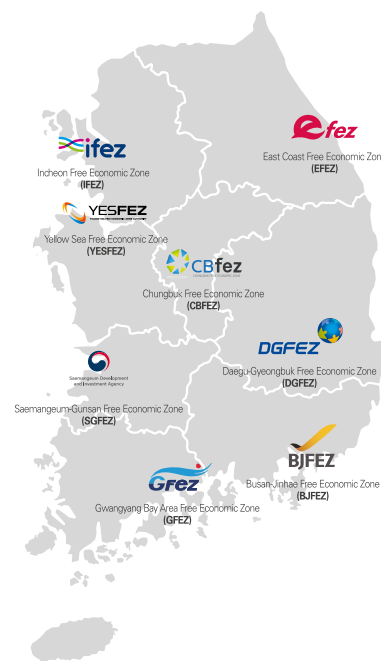 efez
East Coast Free Economic Zon
(EFEZ)
ifez
Incheon Free Economic Zone
(IFEZ)
YESFEZ
Yellow Sea Free Economic Zone
(YESFEZ)
CBfez
Chungbuk Free Economic Zone
(CBFEZ)
DGFEZ
Daegu-Gyeongbuk Free Economic Zone
(DGFEZ)
Saemangeum Development
and Investment Agency
Saemangeum-Gunsan Free Economic Zone
(SGFEZ)
BJFEZ
Busan-Jinhae Free Economic Zone
(BJFEZ)
GFEZ
Gwangyang Bay Area Free Economic Zone
(GFEZ)